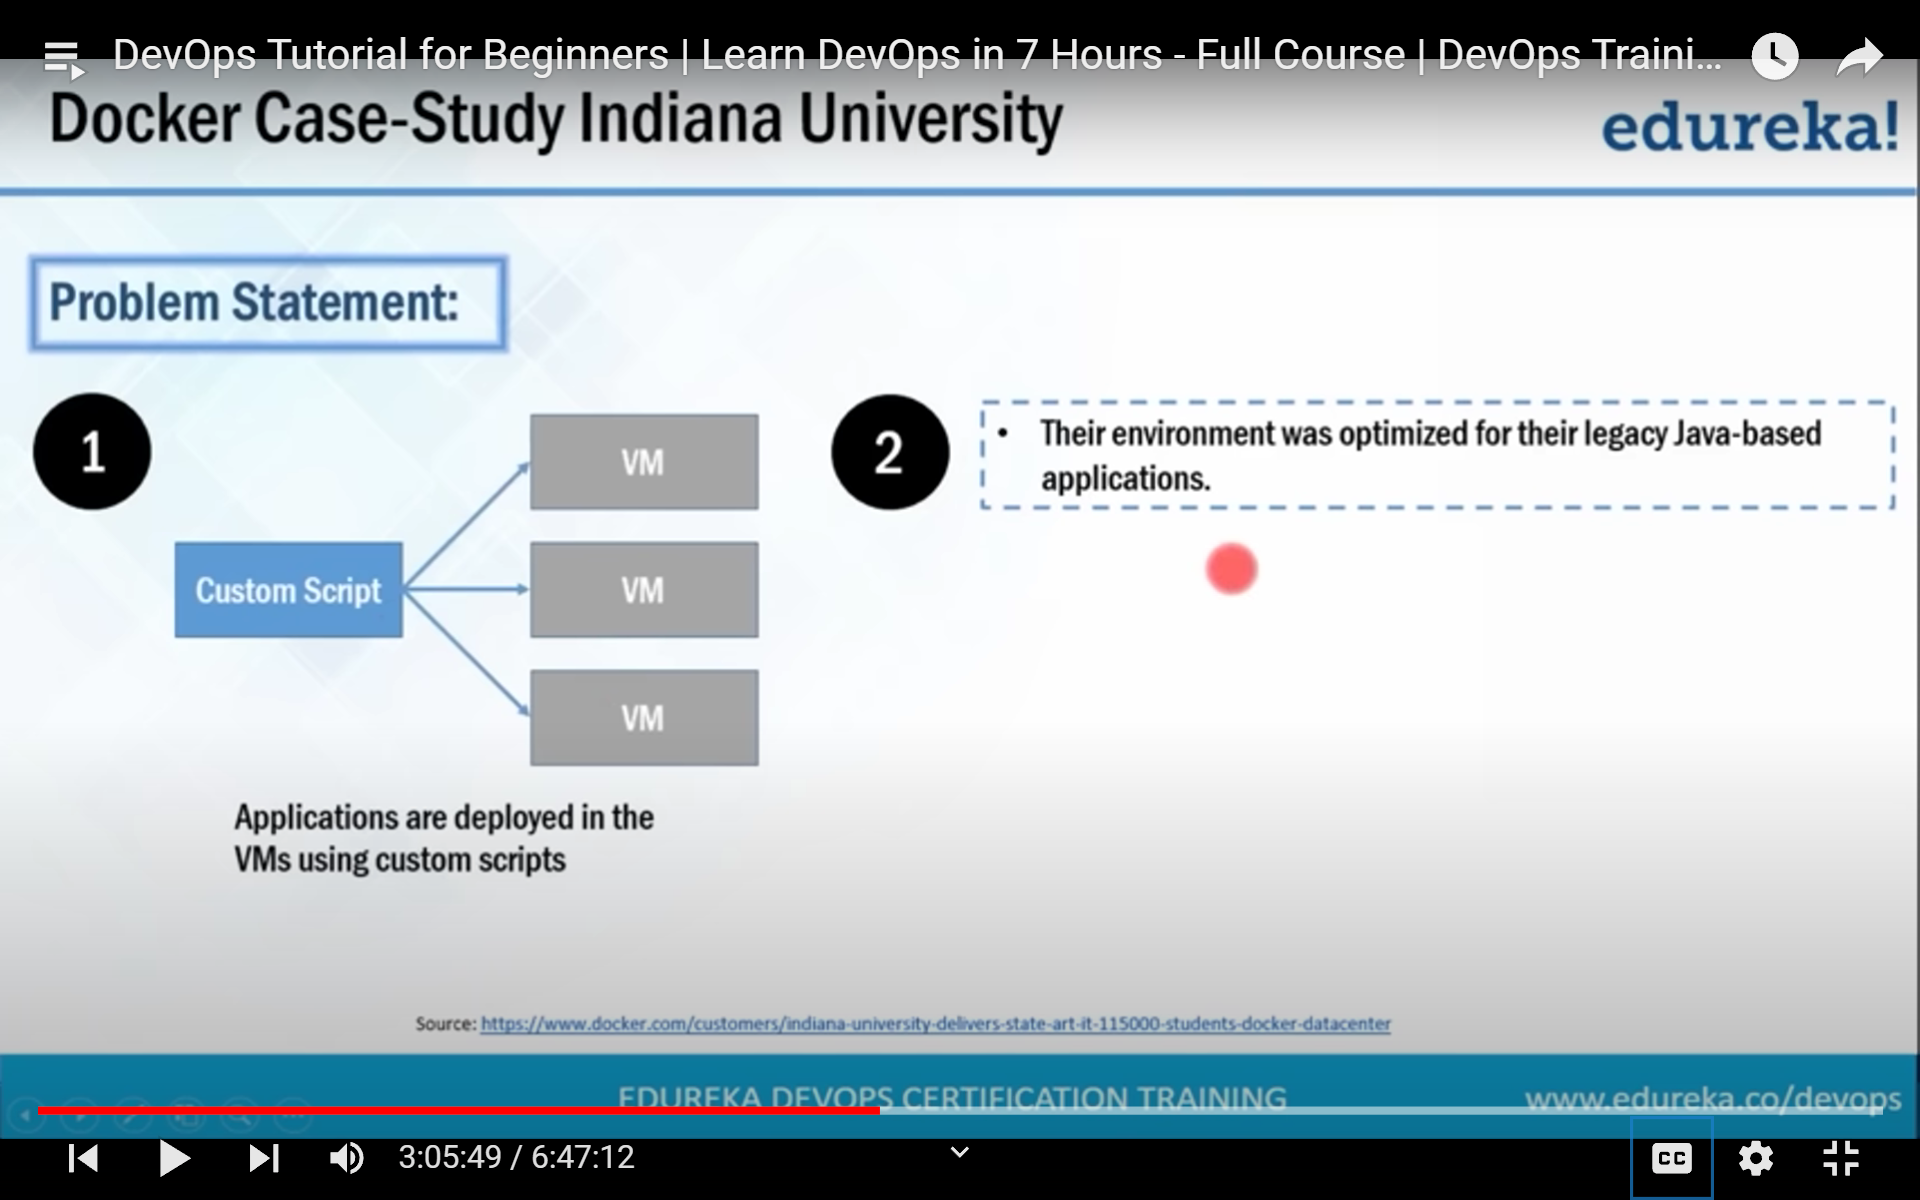 DevOps Tutorial for Beginners | Learn DevOps in 7 Hours - Full Course | DevOps Traini...
Docker Case-Study Indiana University
edureka!
Problem Statement:
1
Custom Script
VM
VM
VM
Applications are deployed in the
VMs using custom scripts
2
• Their environment was optimized for their legacy Java-based
applications.
Source: https://www.docker.com/customers/indiana-university-delivers-state-art-it-115000-students-docker-datacenter
EDUREKA DEVOPS CERTIFICATION TRAINING
www.edureka.co/devops
3:05:49 / 6:47:12
CC